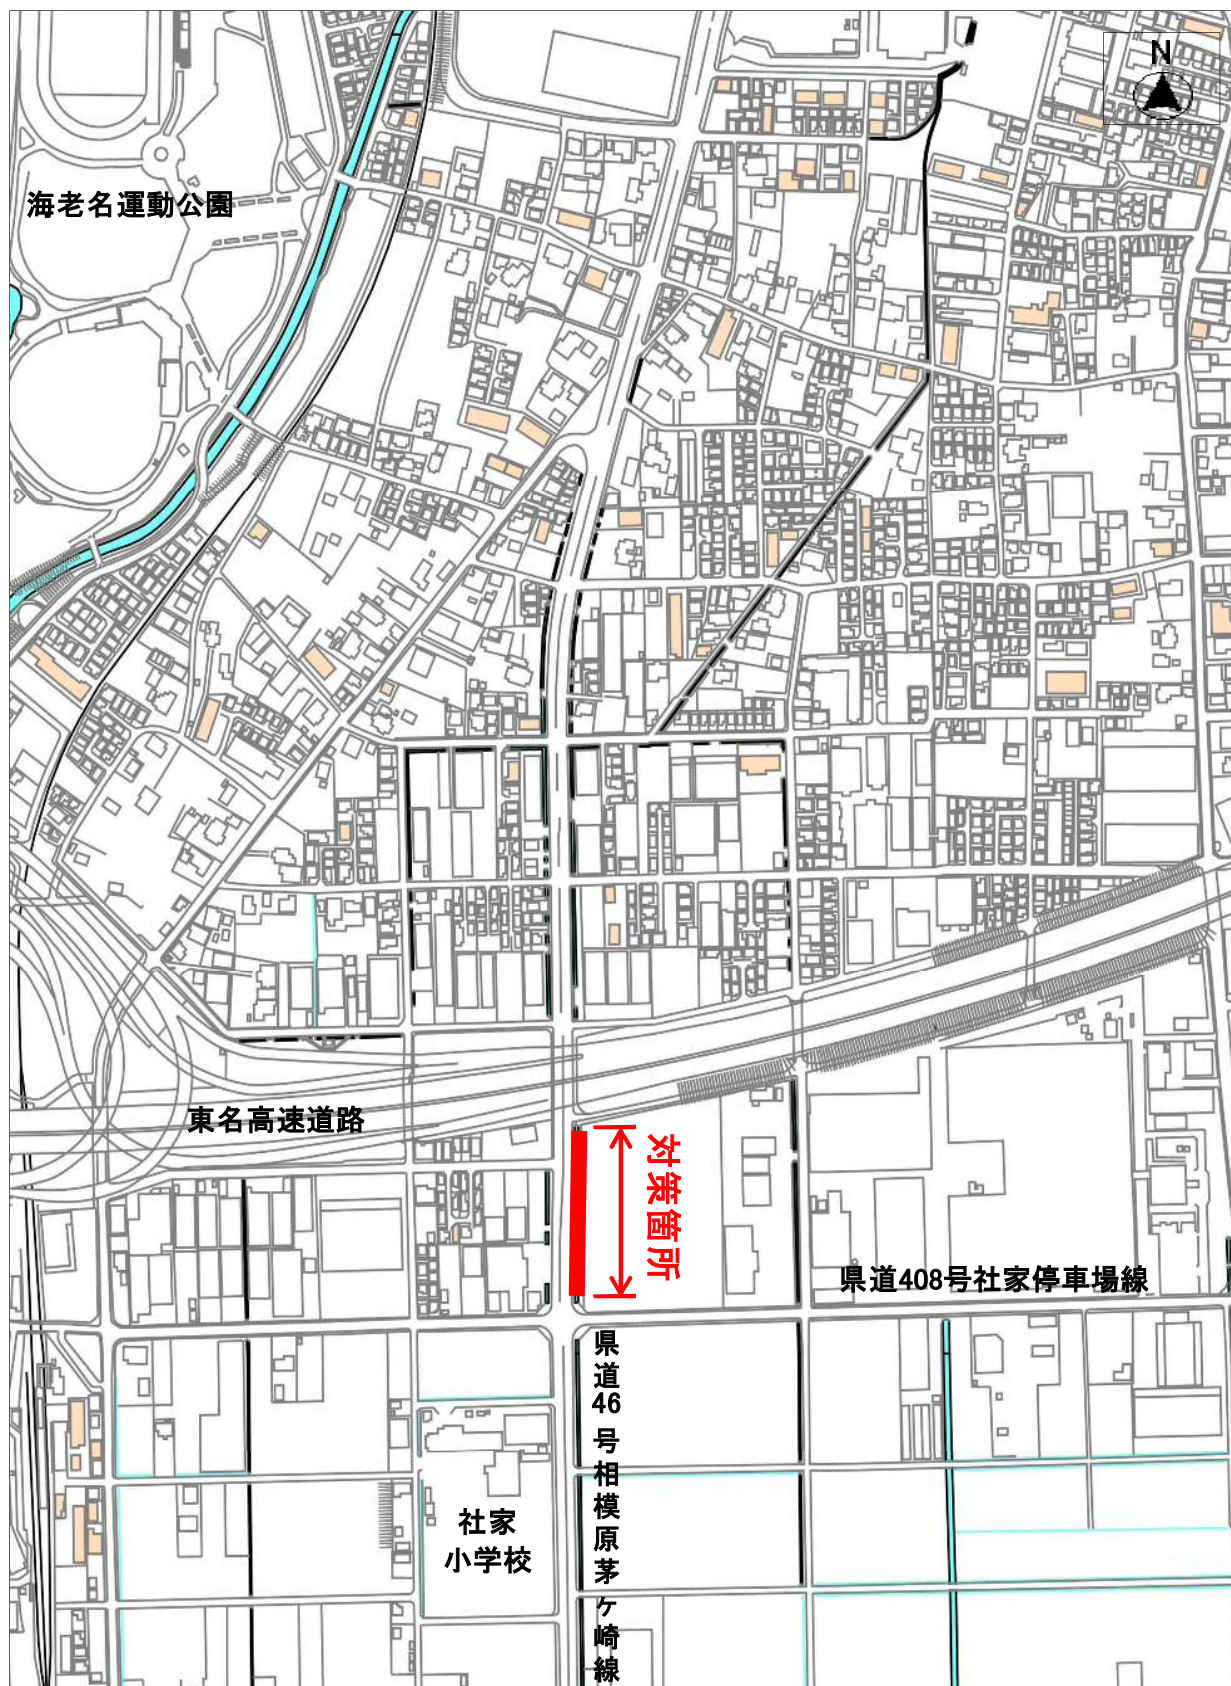 N
海老名運動公園
東名高速道路
対策箇所
県道408号社家停車場線
県道46号相模原茅ヶ崎線
社家
小学校